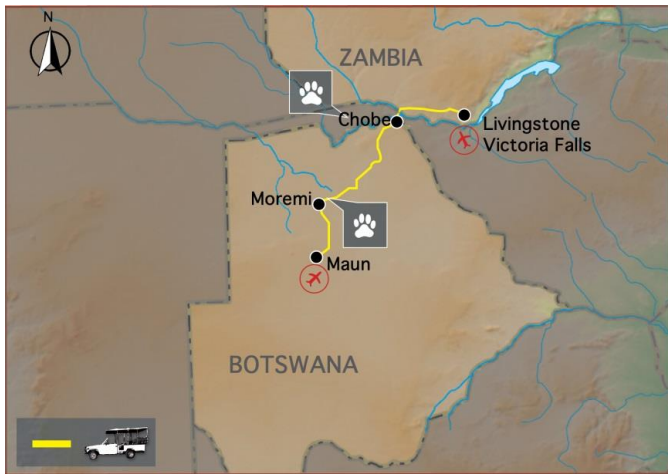 N
ZAMBIA
Chobe
Livingstone
Victoria Falls
Moremi
Maun
BOTSWANA